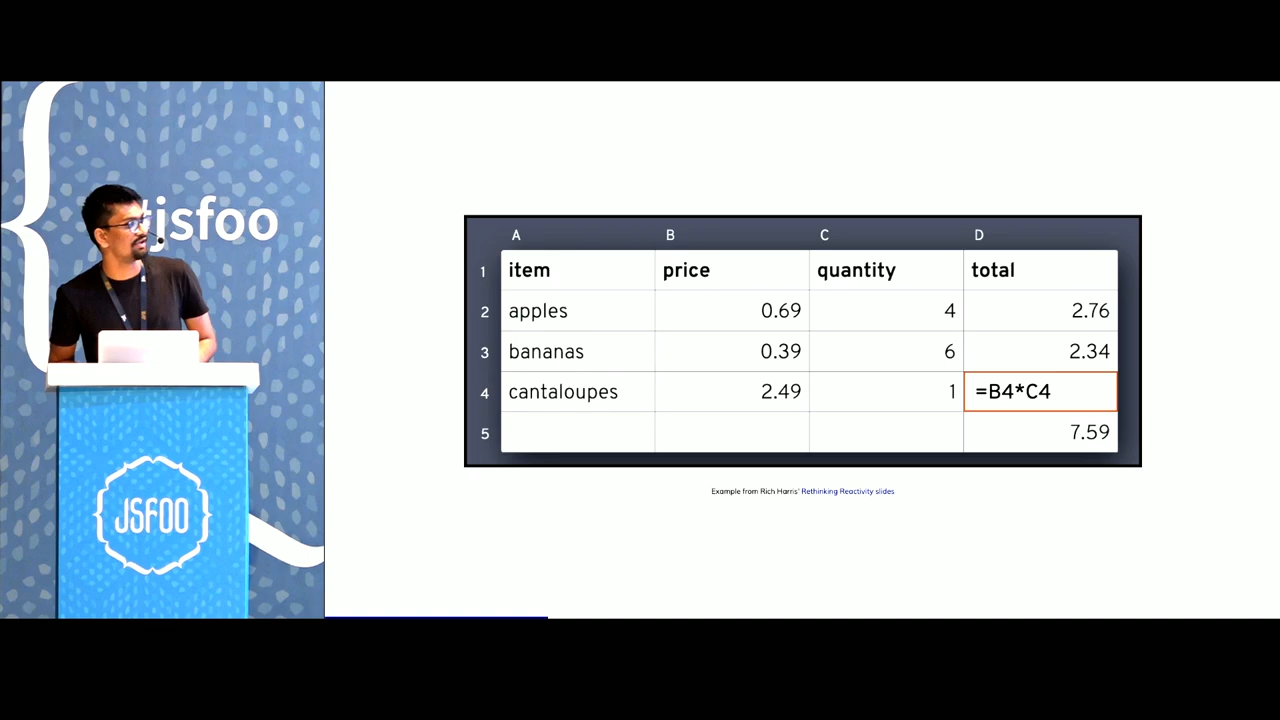 jsfoo
JSFOO
A B C D
1 item price quantity total
2 apples 0.69 4 2.76
3 bananas 0.39 6 2.34
4 cantaloupes 2.49 1 =B4*C4
5 7.59
Example from Rich Harris' Rethinking Reactivity slides